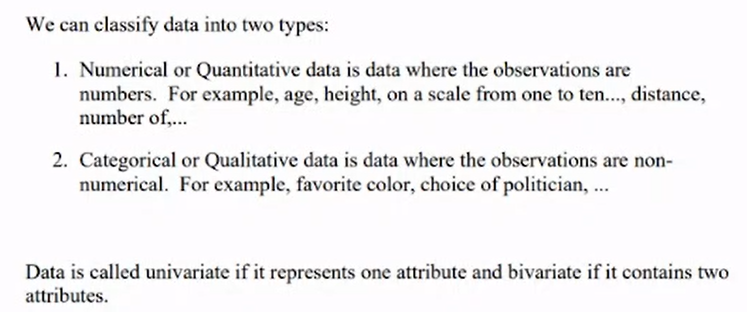 We can classify data into two types:
1. Numerical or Quantitative data is data where the observations are
numbers. For example, age, height, on a scale from one to ten..., distance,
number of,...
2. Categorical or Qualitative data is data where the observations are non-
numerical. For example, favorite color, choice of politician, ...
Data is called univariate if it represents one attribute and bivariate if it contains two
attributes.